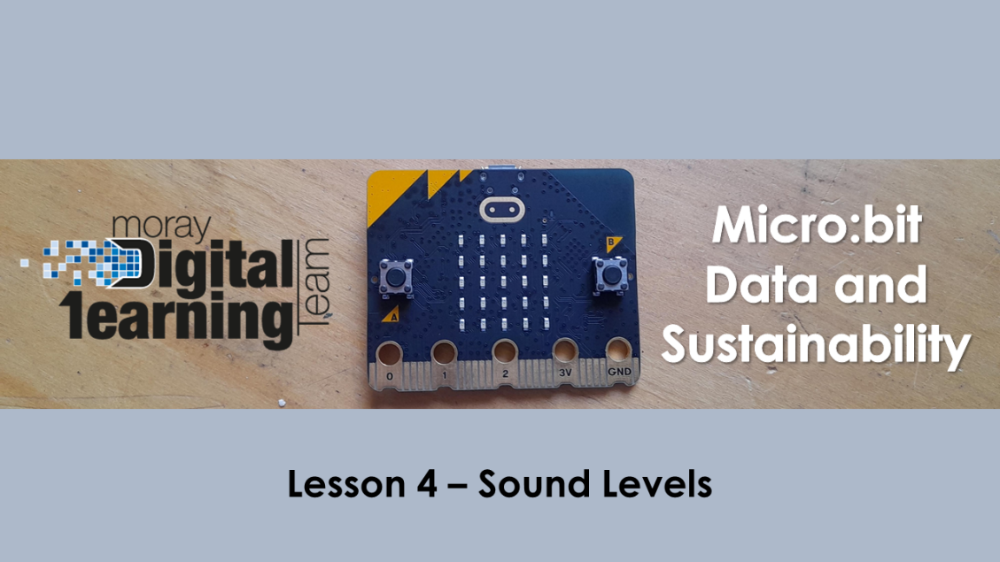 moray
Digital
1earning
Team
A
B
0
1
2
3V
GND
Micro:bit
Data and
Sustainability
Lesson 4 – Sound Levels